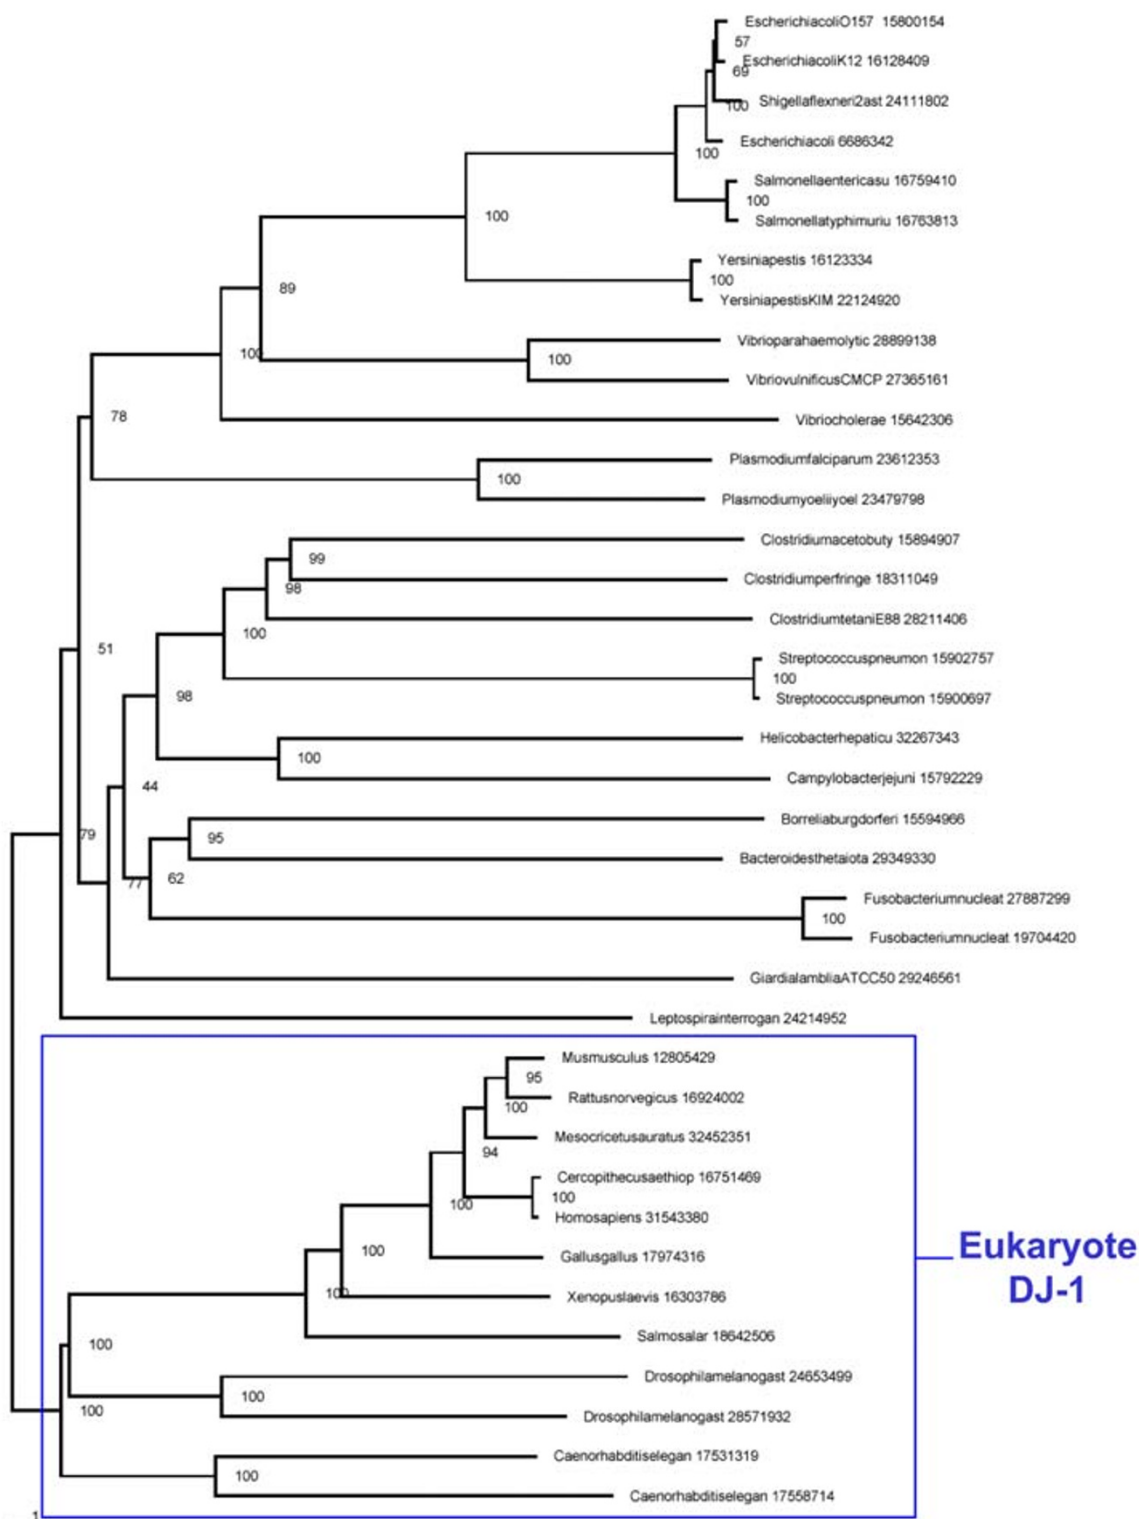 EscherichiacoliO157 15800154
57
EscherichiacoliK12 16128409
69
Shigellaflexneri2ast 24111802
100
Escherichiacoli 6686342
100
Salmonellaentericasu 16759410
100
Salmonellatyphimuriu 16763813
100
Yersiniapestis 16123334
100
YersiniapestisKIM 22124920
89
Vibrioparahaemolytic 28899138
100
100
VibriovulnificusCMCP 27365161
78
Vibriocholerae 15642306
Plasmodiumfalciparum 23612353
100
Plasmodiumyoeliiyoel 23479798
Clostridiumacetobuty 15894907
99
Clostridiumperfringe 18311049
98
ClostridiumtetaniE88 28211406
100
51
Streptococcuspneumon 15902757
100
98
Streptococcuspneumon 15900697
Helicobacterhepaticu 32267343
100
Campylobacterjejuni 15792229
44
Borreliaburgdorferi 15594966
79
95
Bacteroidesthetaiota 29349330
77
62
Fusobacteriumnucleat 27887299
100
Fusobacteriumnucleat 19704420
GiardialambliaATCC50 29246561
Leptospirainterrogan 24214952
Musmusculus 12805429
95
Rattusnorvegicus 16924002
100
Mesocricetusauratus 32452351
94
Cercopithecusaethiop 16751469
100
100
Homosapiens 31543380
100
Gallusgallus 17974316
100
Xenopuslaevis 16303786
Salmosalar 18642506
100
Drosophilamelanogast 24653499
100
100
Drosophilamelanogast 28571932
Caenorhabditiselegan 17531319
100
Caenorhabditiselegan 17558714
1
Eukaryote
DJ-1